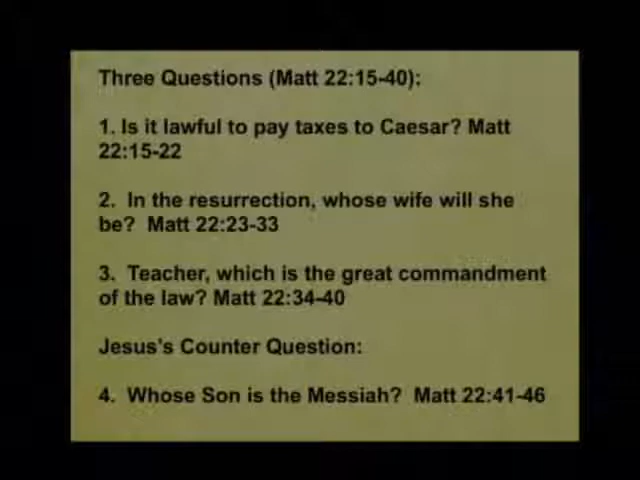 Three Questions (Matt 22:15-40):
1. Is it lawful to pay taxes to Caesar? Matt
22:15-22
2. In the resurrection, whose wife will she
be? Matt 22:23-33
3. Teacher, which is the great commandment
of the law? Matt 22:34-40
Jesus's Counter Question:
4. Whose Son is the Messiah? Matt 22:41-46